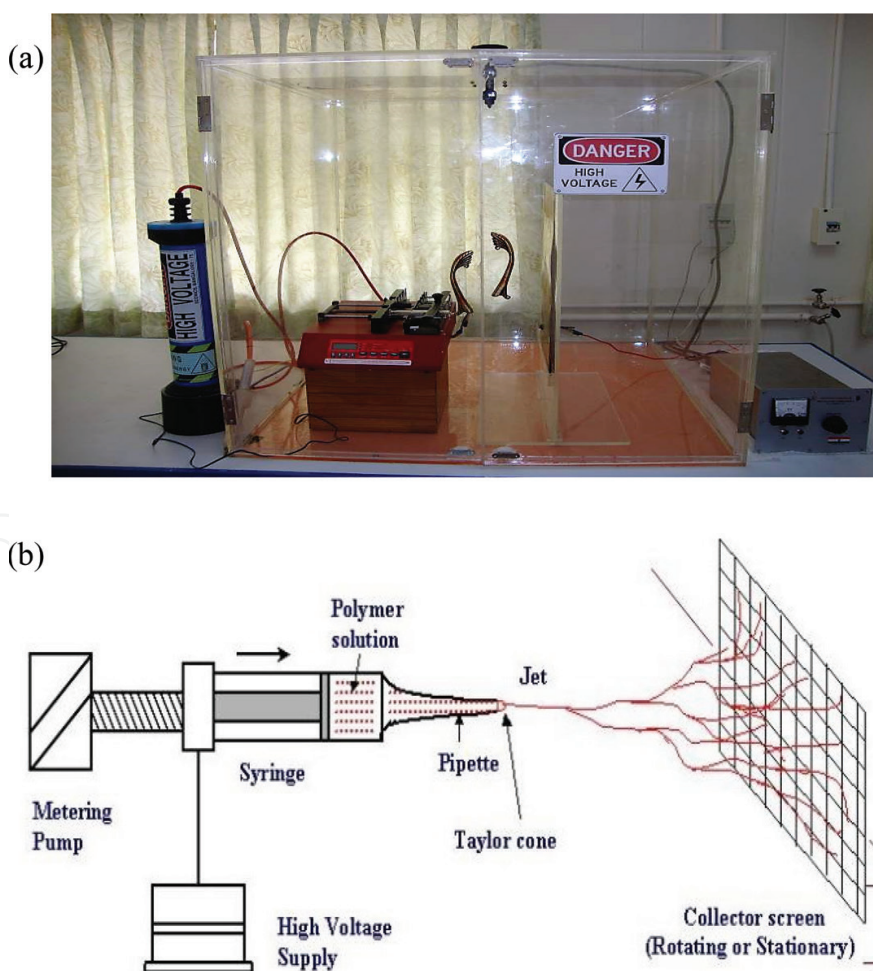 (a)
DANGER
HIGH
VOLTAGE
HIGH VOLTAGE
(b)
Polymer
solution
Jet
Syringe
Pipette
Metering
Pump
Taylor cone
High Voltage
Supply
Collector screen
(Rotating or Stationary)